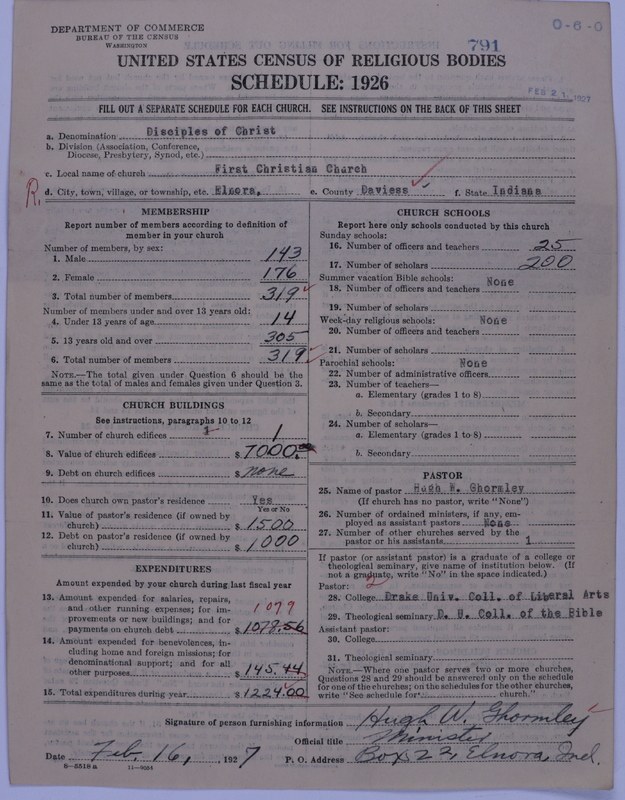 DEPARTMENT OF COMMERCE
BUREAU OF THE CENSUS
WASHINGTON
791
0-6-0
UNITED STATES CENSUS OF RELIGIOUS BODIES
SCHEDULE: 1926
FEB 21 1927
FILL OUT A SEPARATE SCHEDULE FOR EACH CHURCH. SEE INSTRUCTIONS ON THE BACK OF THIS SHEET
a. Denomination Disciples of Christ
b. Division (Association, Conference,
Diocese, Presbytery, Synod, etc.)
c. Local name of church First Christian Church
R. d. City, town, village, or township, etc. Elnora, e. County Daviess f. State Indiana
MEMBERSHIP
Report number of members according to definition of
member in your church
Number of members, by sex:
1. Male 143
2. Female 176
3. Total number of members 319
Number of members under and over 13 years old:
4. Under 13 years of age 14
5. 13 years old and over 305
6. Total number of members 319
NOTE.—The total given under Question 6 should be the
same as the total of males and females given under Question 3.
CHURCH BUILDINGS
See instructions, paragraphs 10 to 12
7. Number of church edifices 1 1
8. Value of church edifices $ 7000.00
9. Debt on church edifices $ none
10. Does church own pastor's residence Yes
Yes or No
11. Value of pastor's residence (if owned by
church) $ 1500
12. Debt on pastor's residence (if owned by
church) $ 1000
EXPENDITURES
Amount expended by your church during last fiscal year
13. Amount expended for salaries, repairs,
and other running expenses; for im-
provements or new buildings; and for
payments on church debt 1079 $ 1078.56
14. Amount expended for benevolences, in-
cluding home and foreign missions; for
denominational support; and for all
other purposes $ 145.44
15. Total expenditures during year $ 1224.00
CHURCH SCHOOLS
Report here only schools conducted by this church
Sunday schools:
16. Number of officers and teachers 25
17. Number of scholars 200
Summer vacation Bible schools:
18. Number of officers and teachers None
19. Number of scholars
Week-day religious schools: None
20. Number of officers and teachers
21. Number of scholars
Parochial schools: None
22. Number of administrative officers
23. Number of teachers—
a. Elementary (grades 1 to 8)
b. Secondary
24. Number of scholars—
a. Elementary (grades 1 to 8)
b. Secondary
PASTOR
25. Name of pastor Hugh W. Ghormley
(If church has no pastor, write "None")
26. Number of ordained ministers, if any, em-
ployed as assistant pastors None
27. Number of other churches served by the
pastor or his assistants 1
If pastor (or assistant pastor) is a graduate of a college or
theological seminary, give name of institution below. (If
not a graduate, write "No" in the space indicated.)
Pastor: 2
28. College Drake Univ. Coll. of Literal Arts
29. Theological seminary D. U. Coll. of the Bible
Assistant pastor:
30. College
31. Theological seminary
NOTE.—Where one pastor serves two or more churches,
Questions 28 and 29 should be answered only on the schedule
for one of the churches; on the schedules for the other churches,
write "See schedule for church."
Signature of person furnishing information Hugh W. Ghormley
Official title Minister
Date Feb. 16, 1927 P. O. Address Box 22, Elnora, Ind.
8-5518 a 11-9084